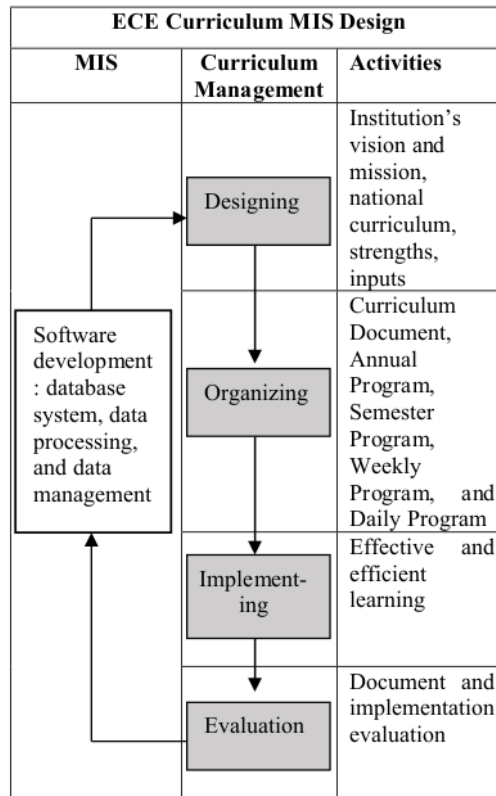 ECE Curriculum MIS Design
MIS
Curriculum
Management
Activities
Designing
Institution’s
vision and
mission,
national
curriculum,
strengths,
inputs
Software
development
: database
system, data
processing,
and data
management
Organizing
Curriculum
Document,
Annual
Program,
Semester
Program,
Weekly
Program, and
Daily Program
Implement-
ing
Effective and
efficient
learning
Evaluation
Document and
implementation
evaluation